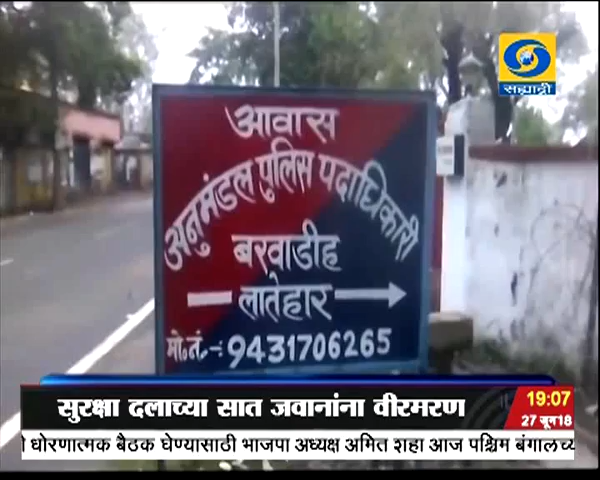 सह्याद्री
आवास
अनुमंडल पुलिस पदाधिकारी
बरवाडीह
लातेहार
मो.नं.-: 9431706265
सुरक्षा दलाच्या सात जवानांना वीरमरण
19:07
27 जून18
धोरणात्मक बैठक घेण्यासाठी भाजपा अध्यक्ष अमित शहा आज पश्चिम बंगालच्य